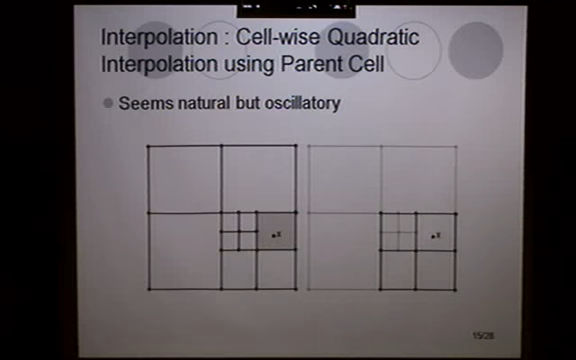 Interpolation : Cell-wise Quadratic
Interpolation using Parent Cell
Seems natural but oscillatory
x
x
15/28